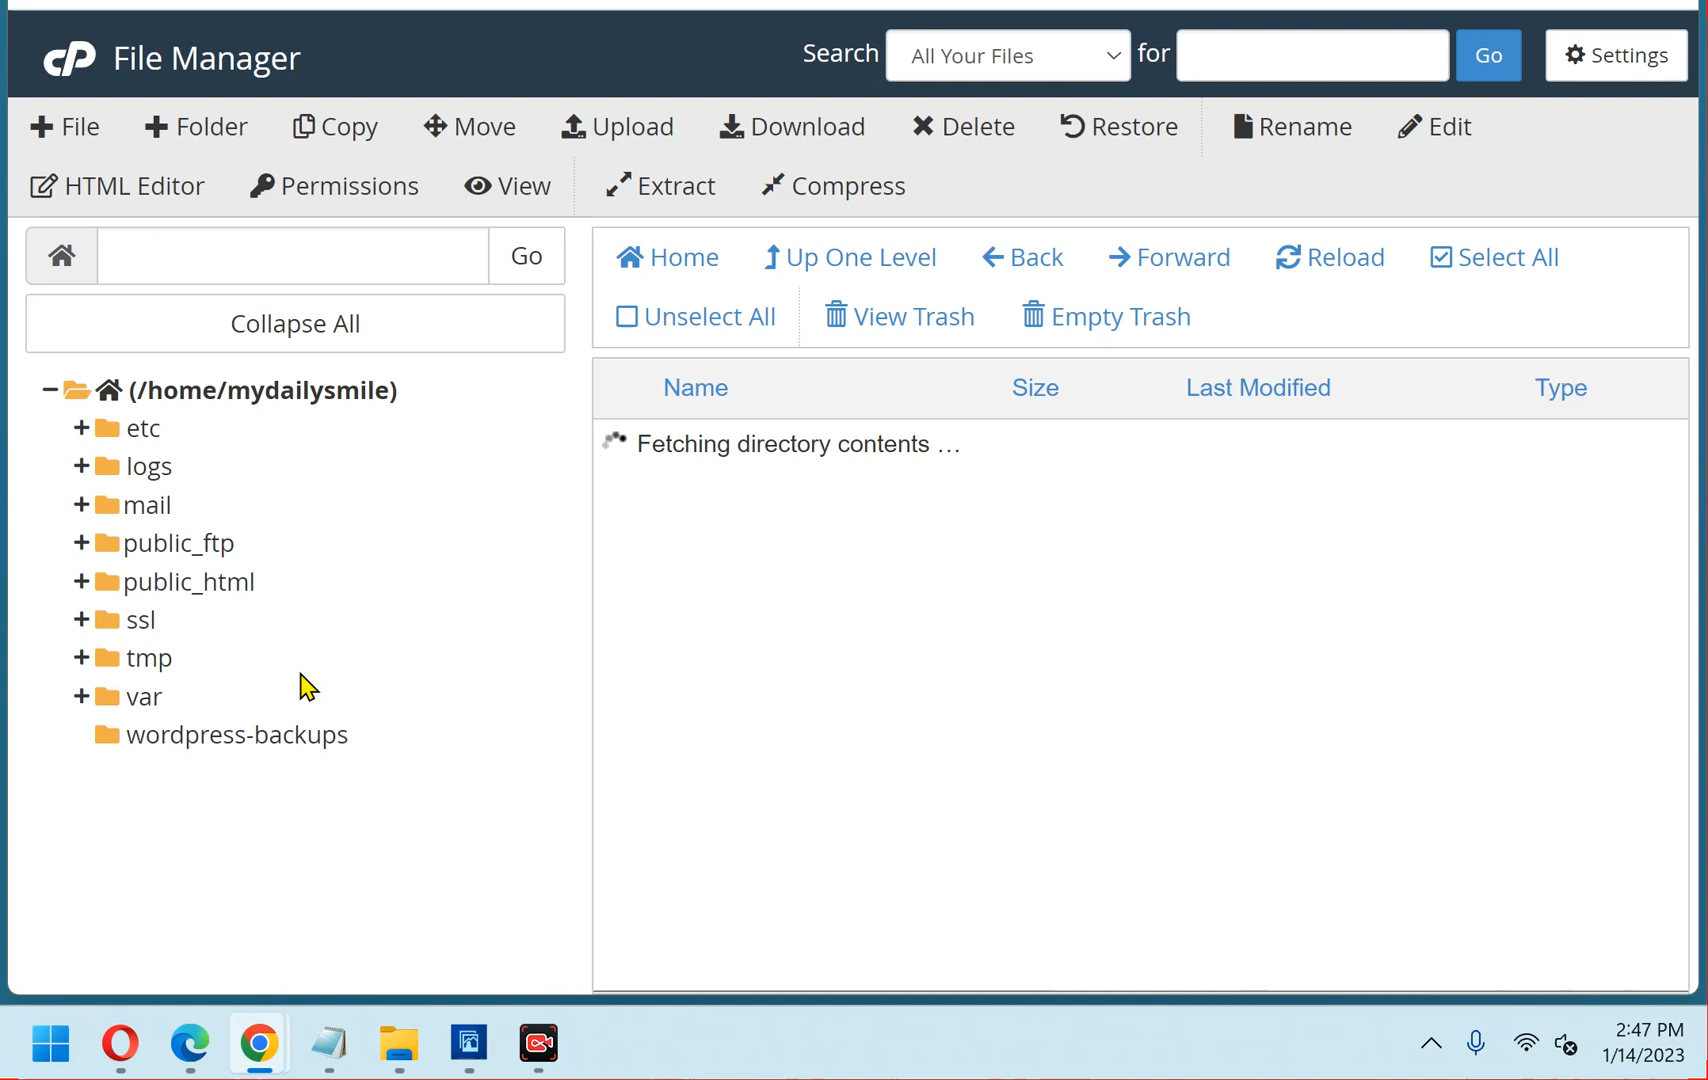 cP File Manager Search All Your Files for Go Settings
File Folder Copy Move Upload Download Delete Restore Rename Edit
HTML Editor Permissions View Extract Compress
Go
Collapse All
(/home/mydailysmile)
etc
logs
mail
public_ftp
public_html
ssl
tmp
var
wordpress-backups
Home Up One Level Back Forward Reload Select All
Unselect All View Trash Empty Trash
Name Size Last Modified Type
Fetching directory contents …
2:47 PM
1/14/2023